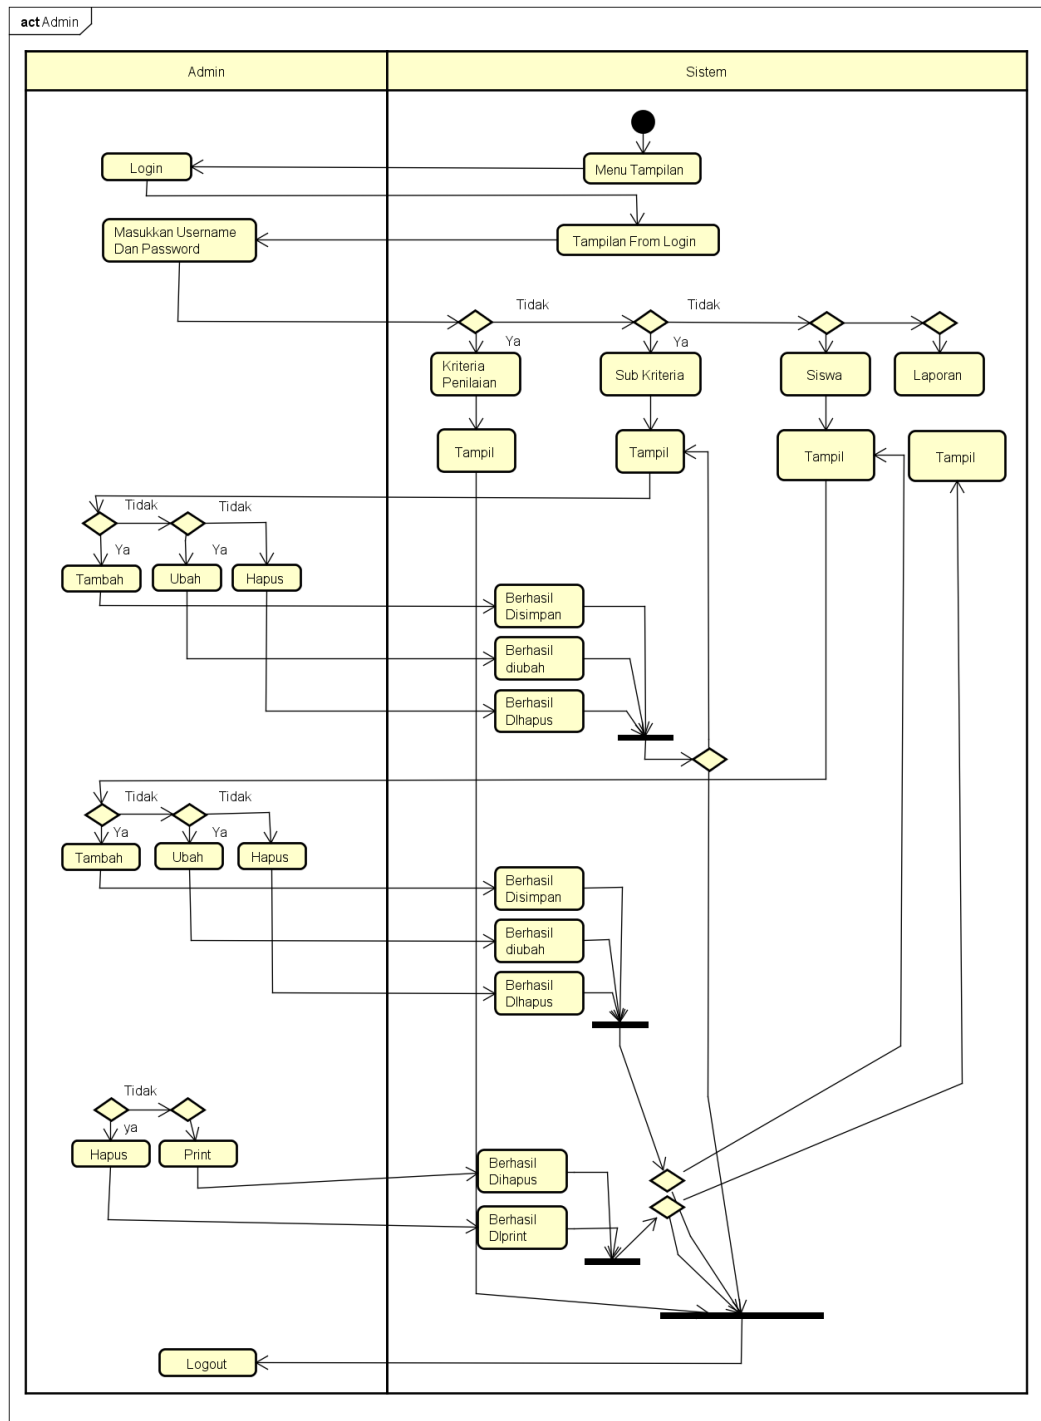 act Admin
Admin
Sistem
Login
Menu Tampilan
Masukkan Username
Dan Password
Tampilan From Login
Tidak
Tidak
Ya
Ya
Kriteria
Penilaian
Sub Kriteria
Siswa
Laporan
Tampil
Tampil
Tampil
Tampil
Tidak
Tidak
Ya
Ya
Tambah
Ubah
Hapus
Berhasil
Disimpan
Berhasil
diubah
Berhasil
DIhapus
Tidak
Tidak
Ya
Ya
Tambah
Ubah
Hapus
Berhasil
Disimpan
Berhasil
diubah
Berhasil
DIhapus
Tidak
ya
Hapus
Print
Berhasil
Dihapus
Berhasil
DIprint
Logout